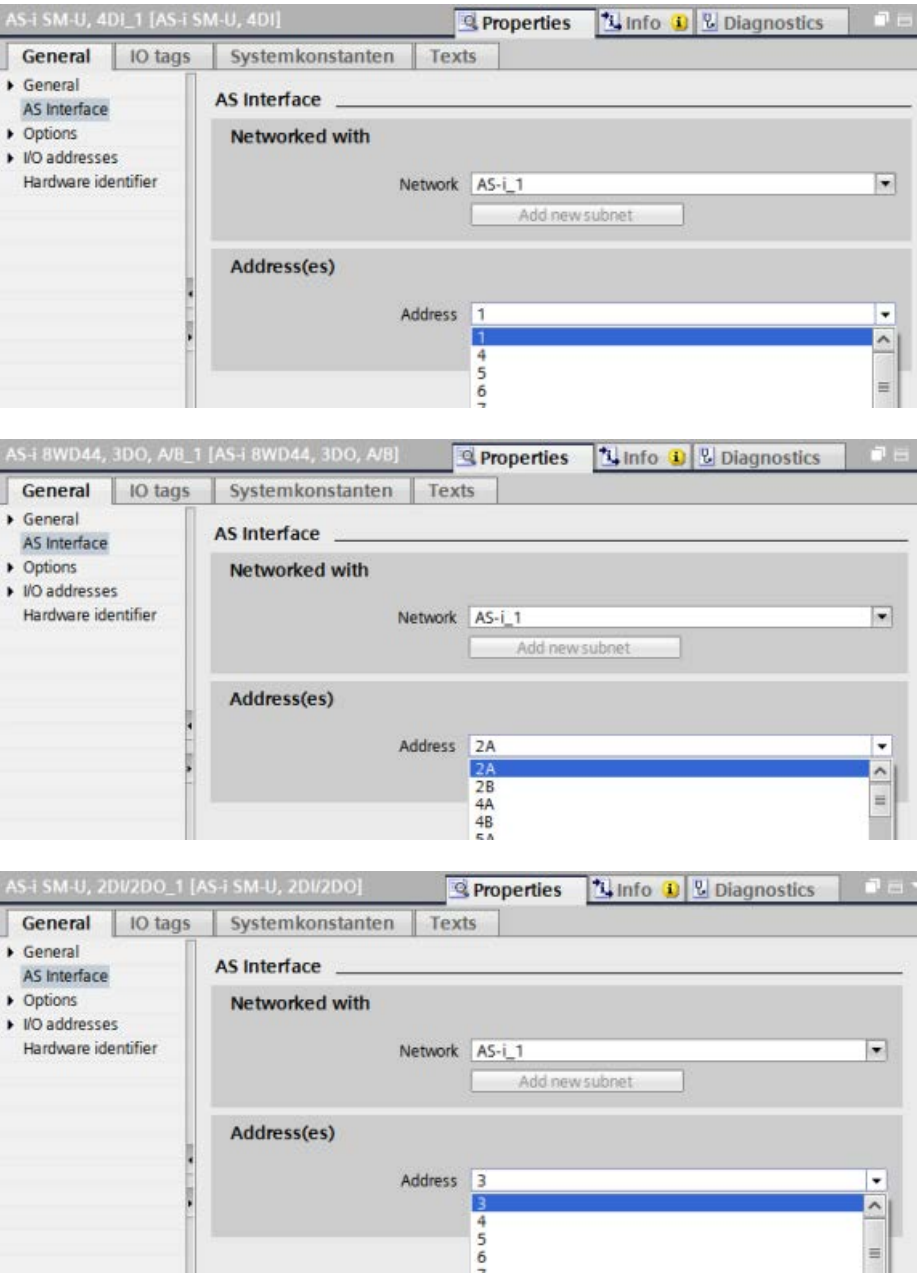 AS-i SM-U, 4DI_1 [AS-i SM-U, 4DI] Properties Info Diagnostics
General IO tags Systemkonstanten Texts
General
AS Interface
Options
I/O addresses
Hardware identifier
AS Interface
Networked with
Network AS-i_1
Add new subnet
Address(es)
Address 1
1
4
5
6
7
AS-i 8WD44, 3DO, A/B_1 [AS-i 8WD44, 3DO, A/B] Properties Info Diagnostics
General IO tags Systemkonstanten Texts
General
AS Interface
Options
I/O addresses
Hardware identifier
AS Interface
Networked with
Network AS-i_1
Add new subnet
Address(es)
Address 2A
2A
2B
4A
4B
5A
AS-i SM-U, 2DI/2DO_1 [AS-i SM-U, 2DI/2DO] Properties Info Diagnostics
General IO tags Systemkonstanten Texts
General
AS Interface
Options
I/O addresses
Hardware identifier
AS Interface
Networked with
Network AS-i_1
Add new subnet
Address(es)
Address 3
3
4
5
6
7